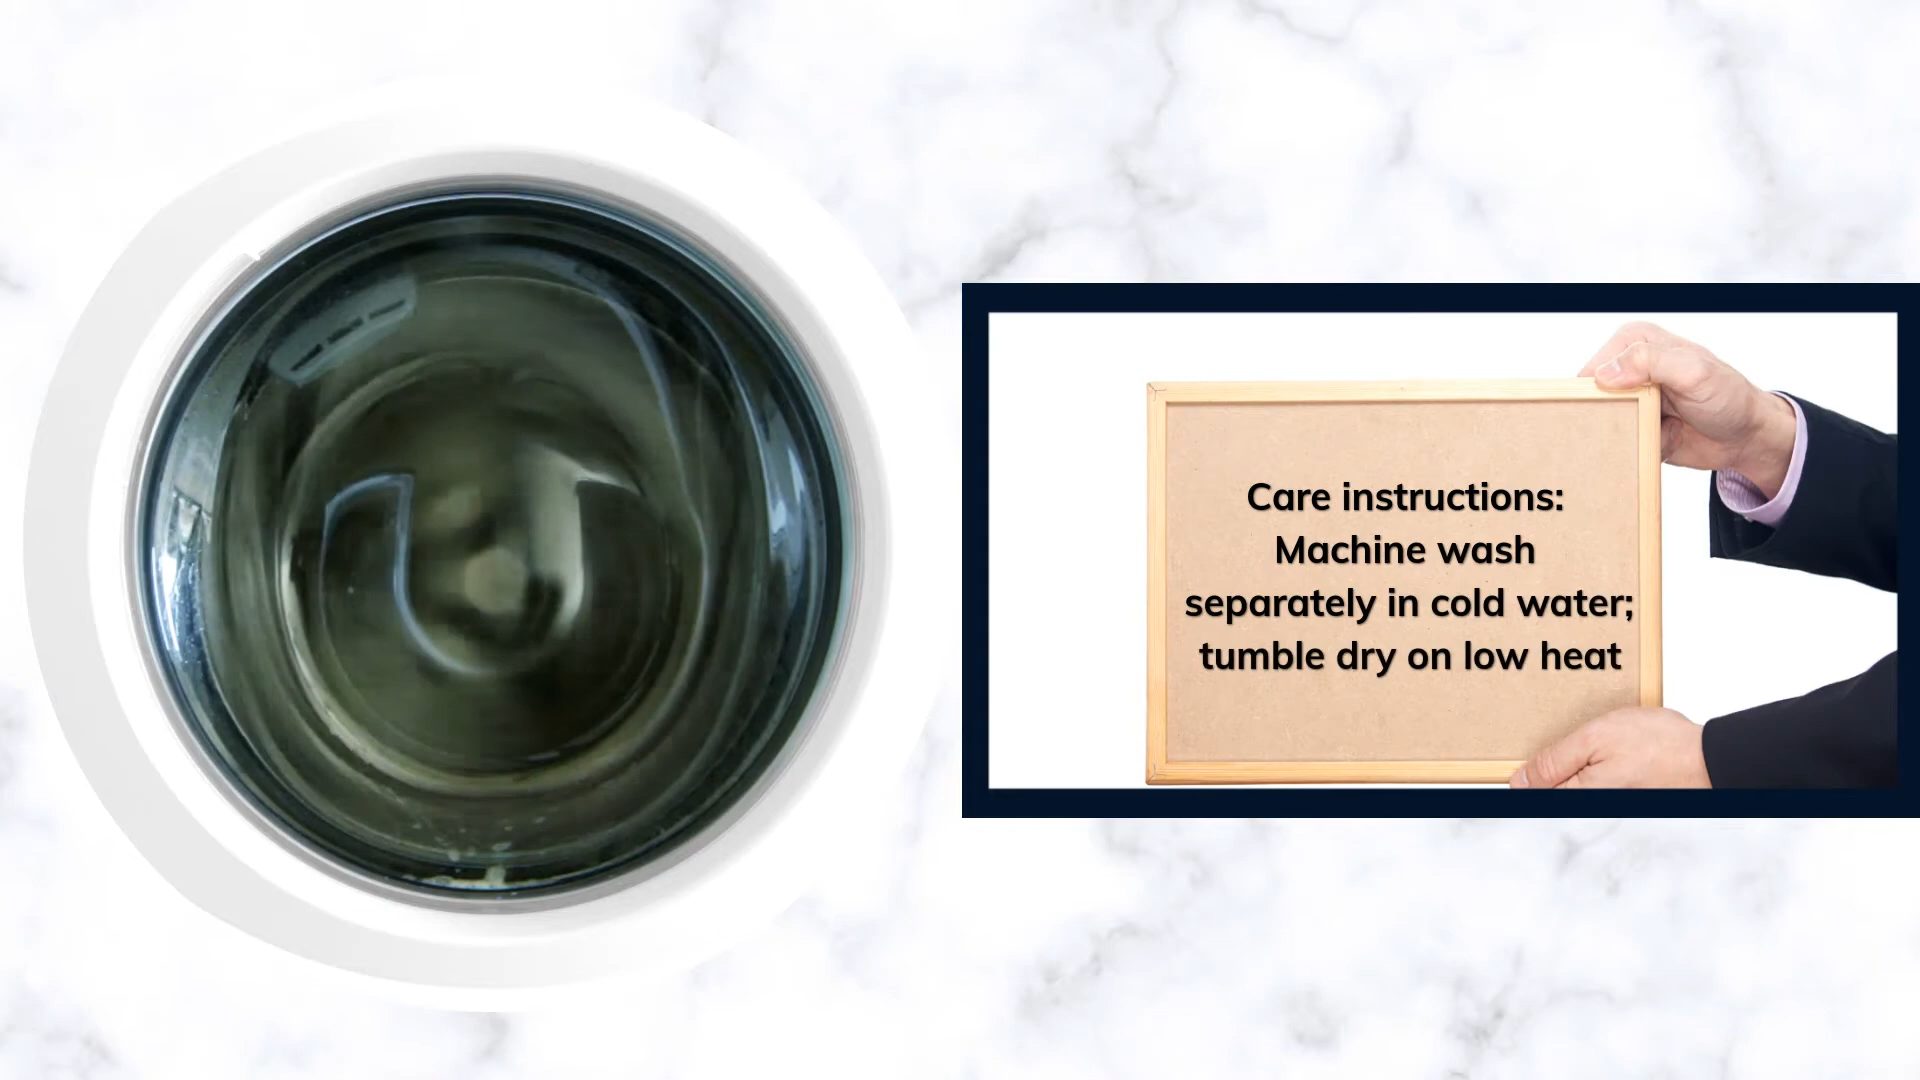 Care instructions:
Machine wash
separately in cold water;
tumble dry on low heat